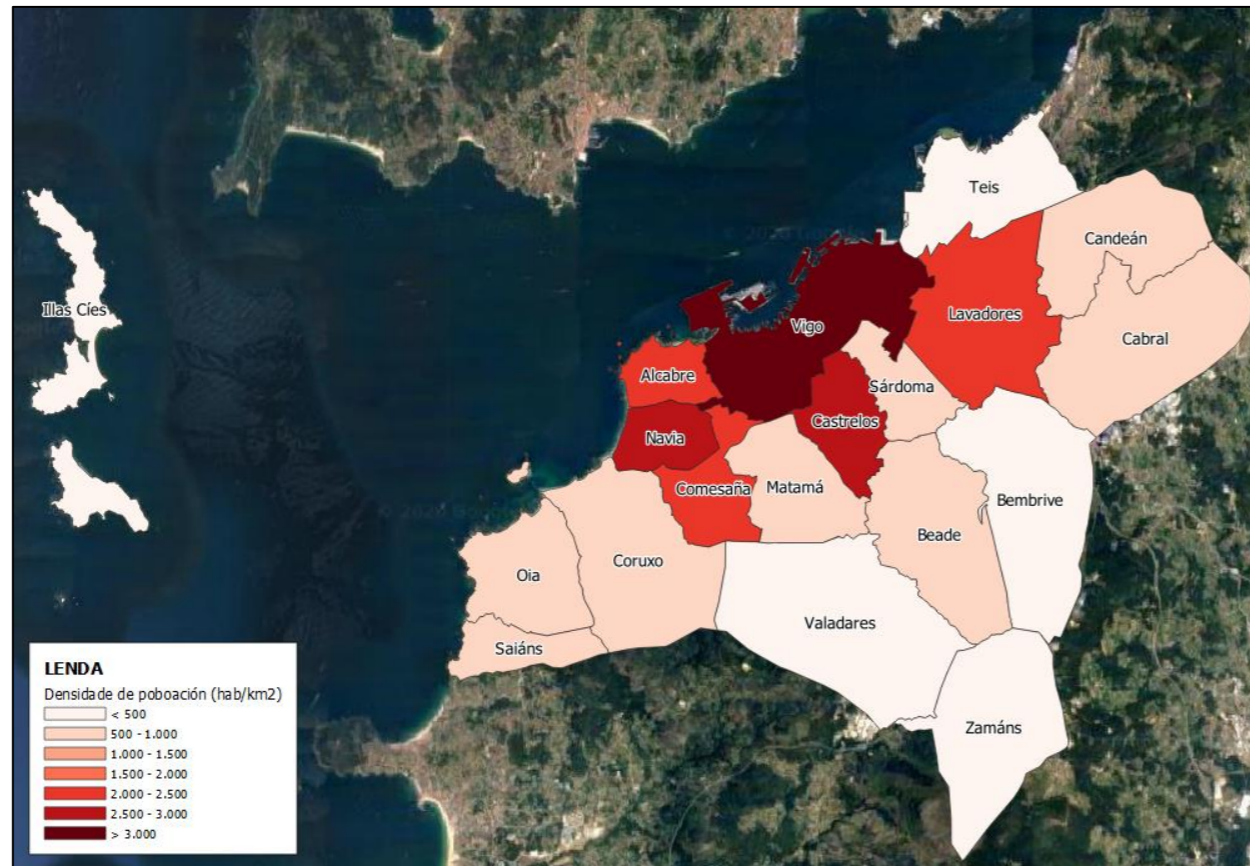 Teis
Candeán
Illas Cíes
Lavadores
Vigo
Cabral
Alcabre
Sárdoma
Castrelos
Navia
Comesaña
Matamá
Bembrive
Beade
Coruxo
Oia
Valadares
Saiáns
Zamáns
LENDA
Densidade de poboación (hab/km2)
< 500
500 - 1.000
1.000 - 1.500
1.500 - 2.000
2.000 - 2.500
2.500 - 3.000
> 3.000